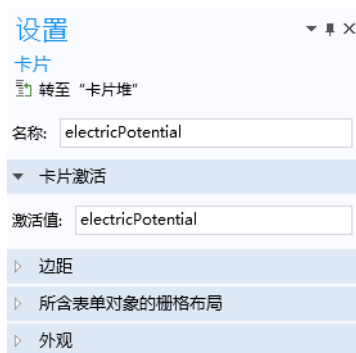 设置
卡片
转至 “卡片堆”
名称: electricPotential
卡片激活
激活值: electricPotential
边距
所含表单对象的栅格布局
外观